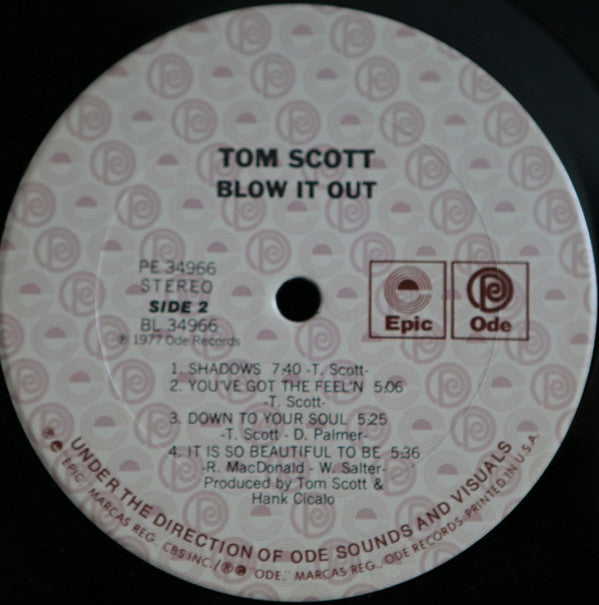 TOM SCOTT
BLOW IT OUT
PE 34966
STEREO
SIDE 2
BL 34966
℗ 1977 Ode Records
Epic
Ode
1. SHADOWS 7:40 -T. Scott-
2. YOU'VE GOT THE FEEL'N 5:06
-T. Scott-
3. DOWN TO YOUR SOUL 5:25
-T. Scott - D. Palmer-
4. IT IS SO BEAUTIFUL TO BE 5:36
-R. MacDonald - W. Salter-
Produced by Tom Scott &
Hank Cicalo
UNDER THE DIRECTION OF ODE SOUNDS AND VISUALS
"EPIC," MARCAS REG. CBS INC./ "ODE," MARCAS REG. ODE RECORDS-PRINTED IN U.S.A.